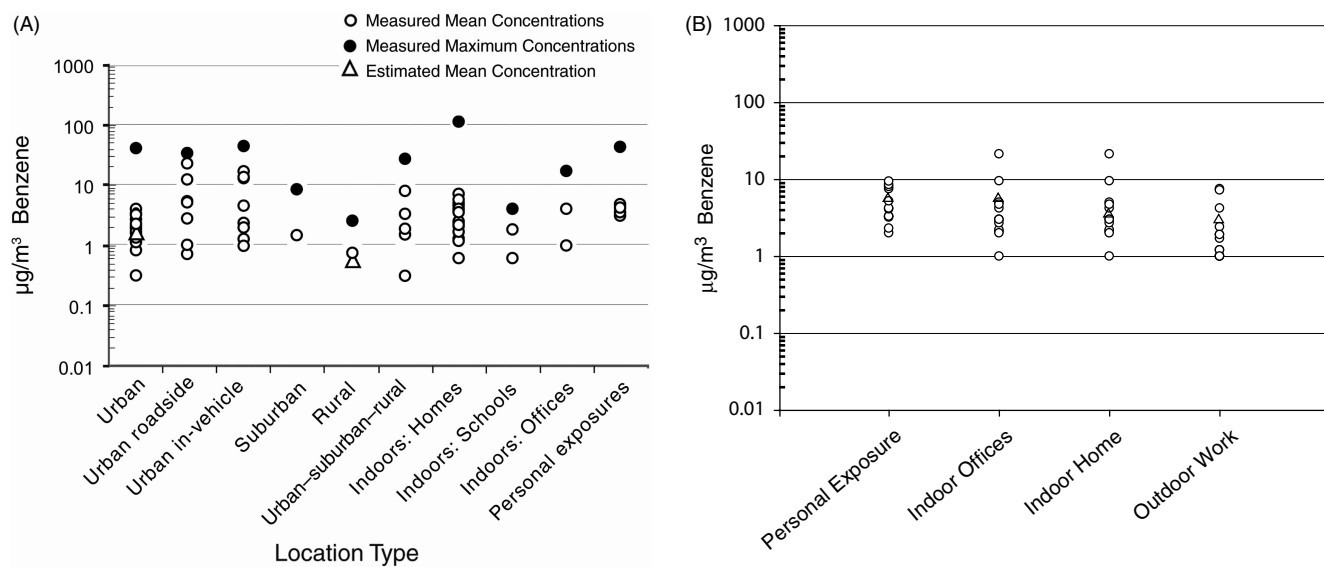 (A)
Measured Mean Concentrations
Measured Maximum Concentrations
Estimated Mean Concentration
1000
100
10
1
0.1
0.01
µg/m³ Benzene
Urban
Urban roadside
Urban in-vehicle
Suburban
Rural
Urban–suburban–rural
Indoors: Homes
Indoors: Schools
Indoors: Offices
Personal exposures
Location Type
(B)
1000
100
10
1
0.1
0.01
µg/m³ Benzene
Personal Exposure
Indoor Offices
Indoor Home
Outdoor Work